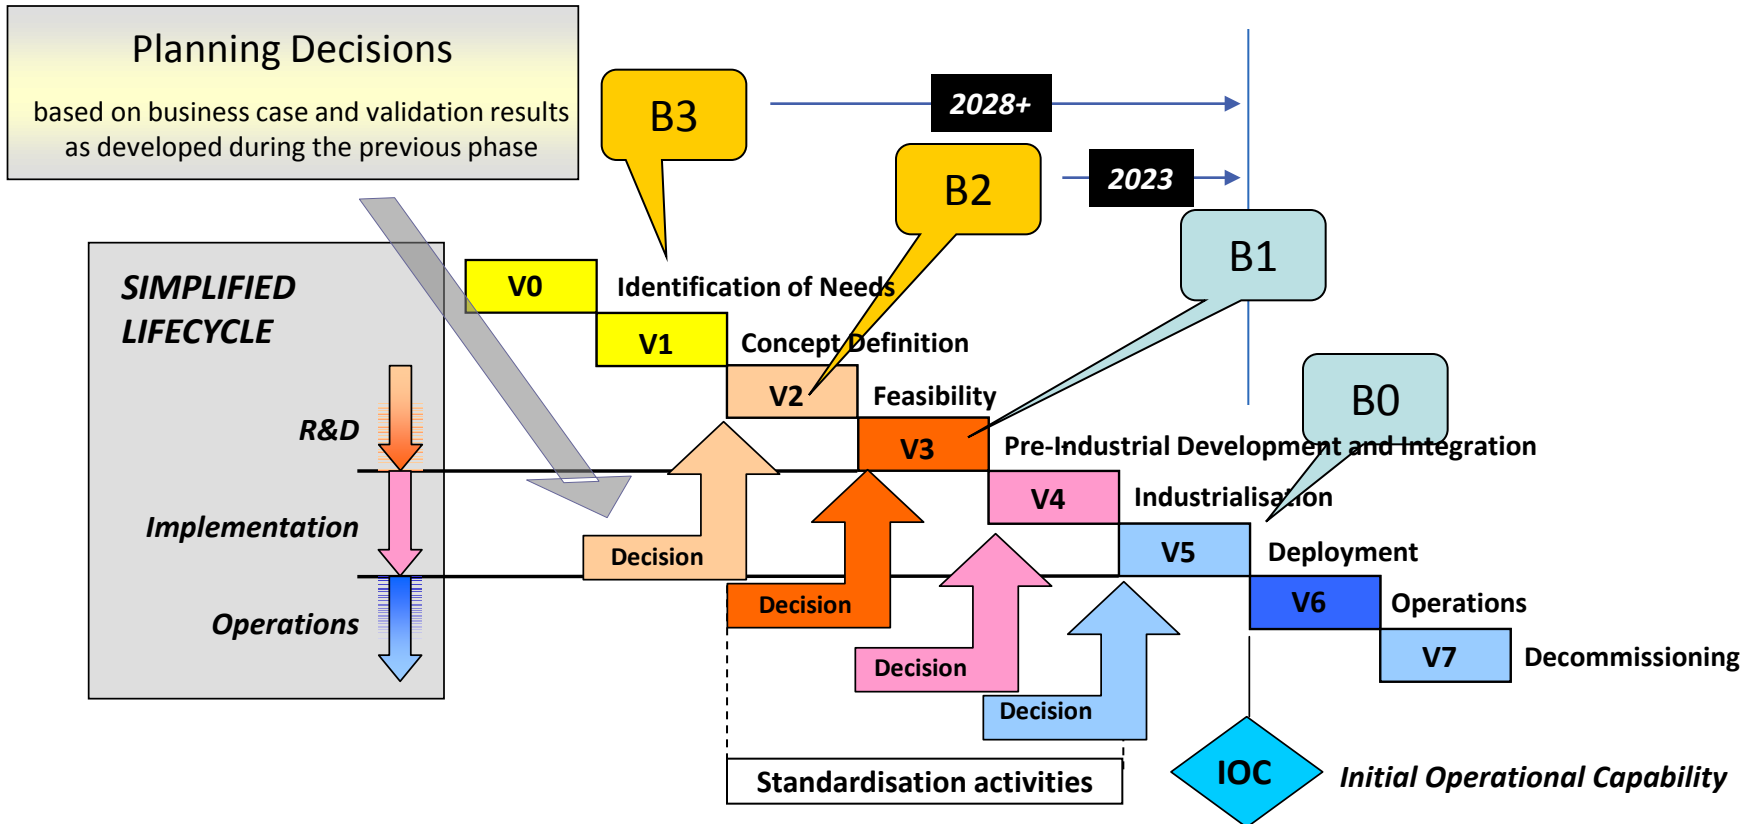 Planning Decisions
based on business case and validation results
as developed during the previous phase
B3
2028+
B2
2023
B1
SIMPLIFIED
LIFECYCLE
V0
Identification of Needs
V1
Concept Definition
V2
Feasibility
B0
R&D
V3
Pre-Industrial Development and Integration
V4
Industrialisation
Implementation
Decision
V5
Deployment
Decision
V6
Operations
Operations
Decision
V7
Decommissioning
Decision
Standardisation activities
IOC
Initial Operational Capability